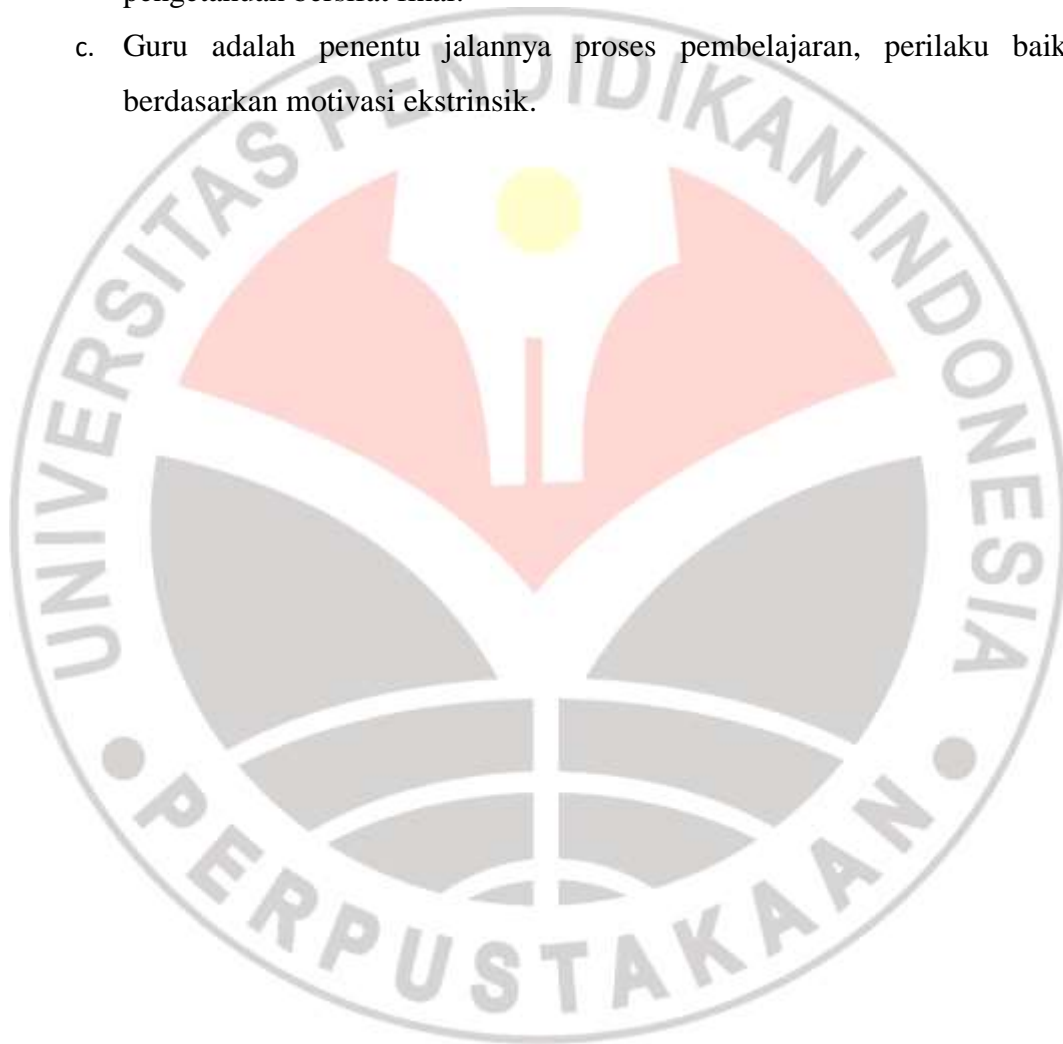 pengetahuan bersifat final.
c. Guru adalah penentu jalannya proses pembelajaran, perilaku baik
berdasarkan motivasi ekstrinsik.
UNIVERSITAS PENDIDIKAN INDONESIA
• PERPUSTAKAAN •